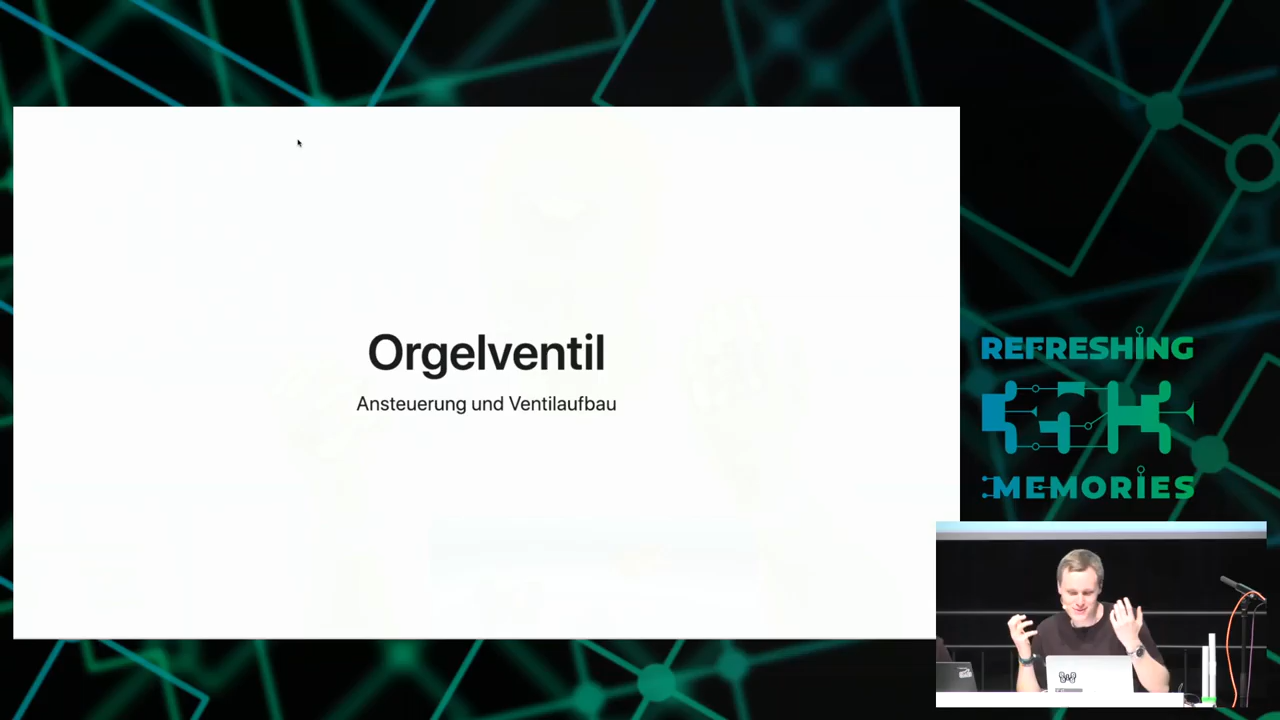 Orgelventil
Ansteuerung und Ventilaufbau
REFRESHING
MEMORIES